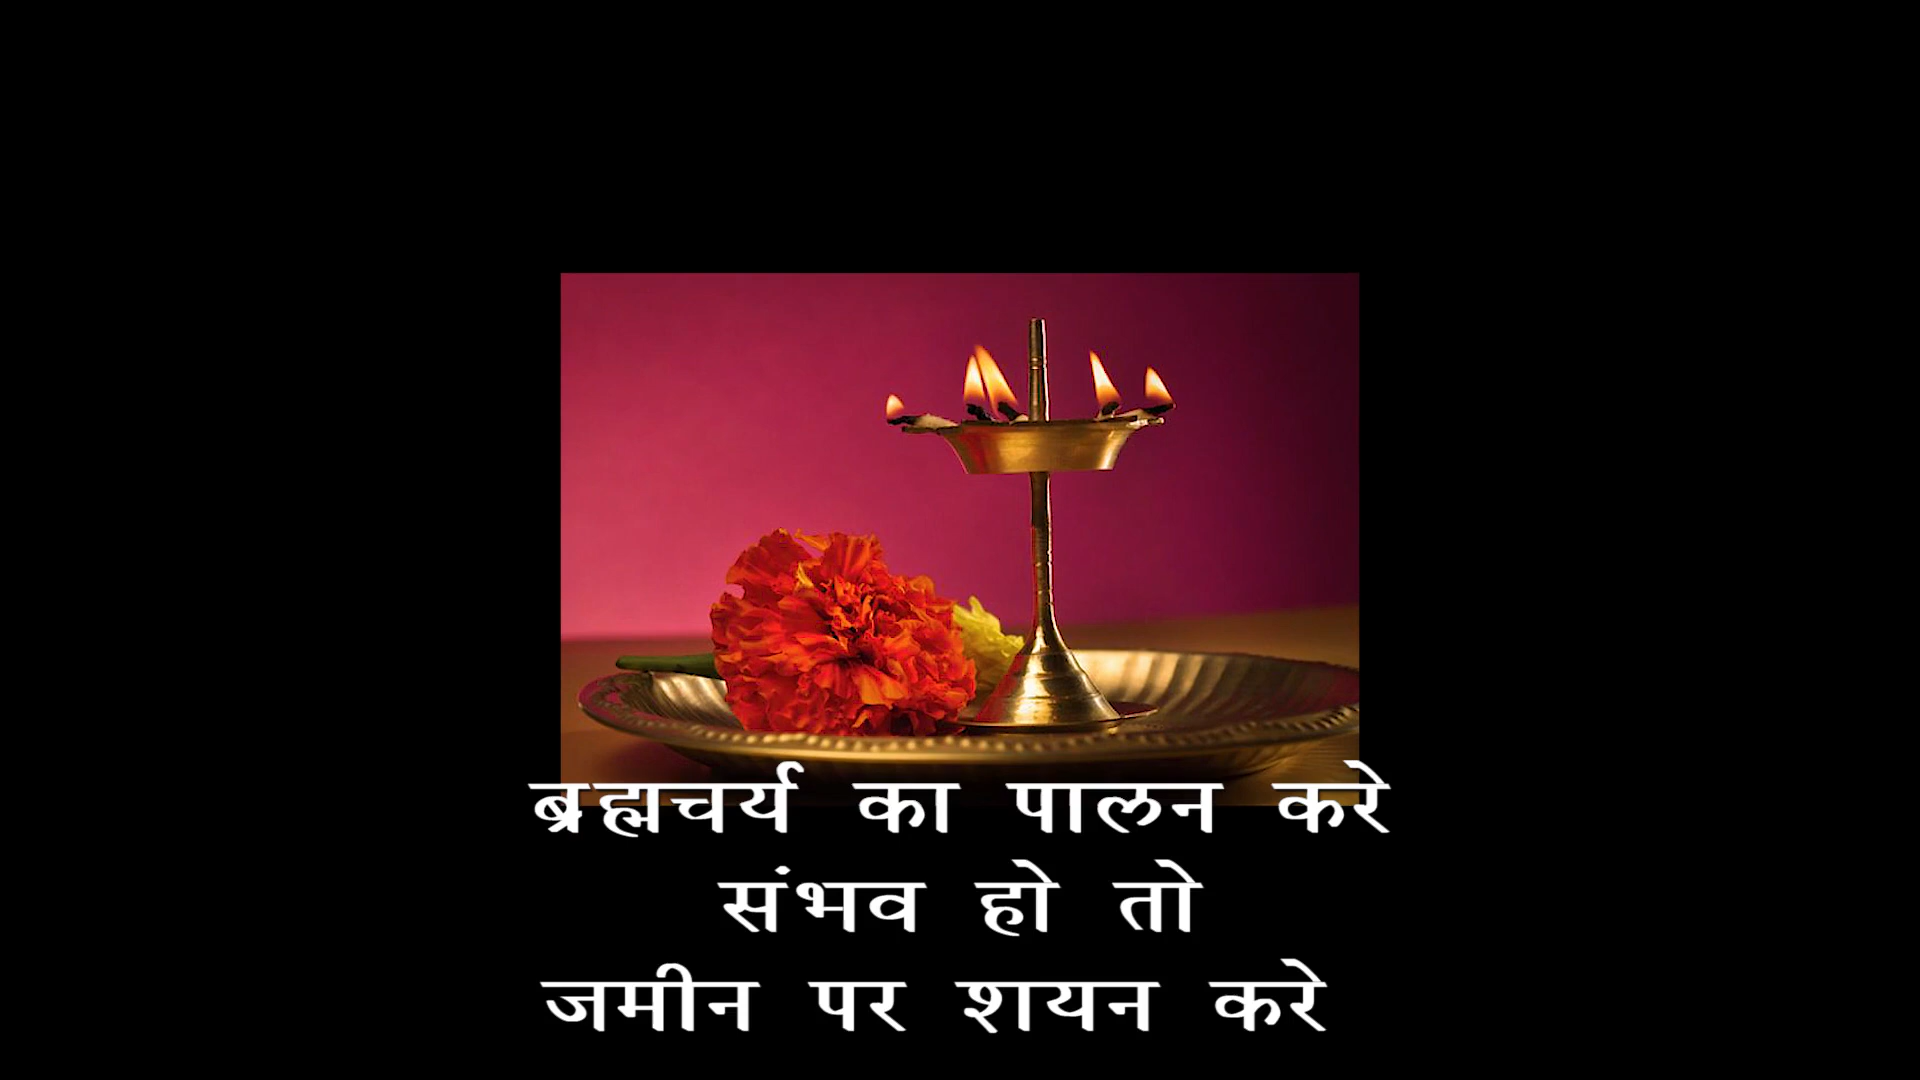 ब्रह्मचर्य का पालन करे
संभव हो तो
जमीन पर शयन करे